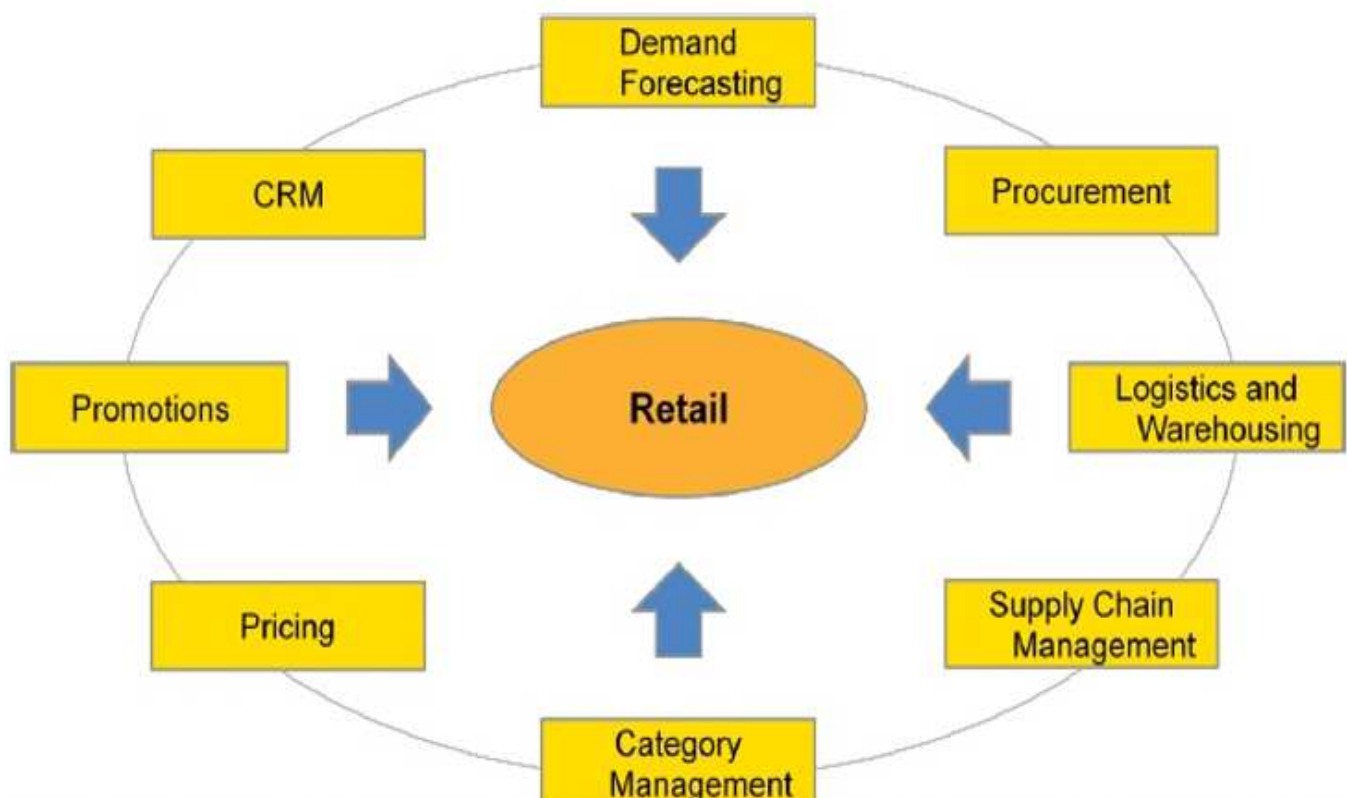 Demand
Forecasting
CRM
Procurement
Promotions
Retail
Logistics and
Warehousing
Pricing
Supply Chain
Management
Category
Management